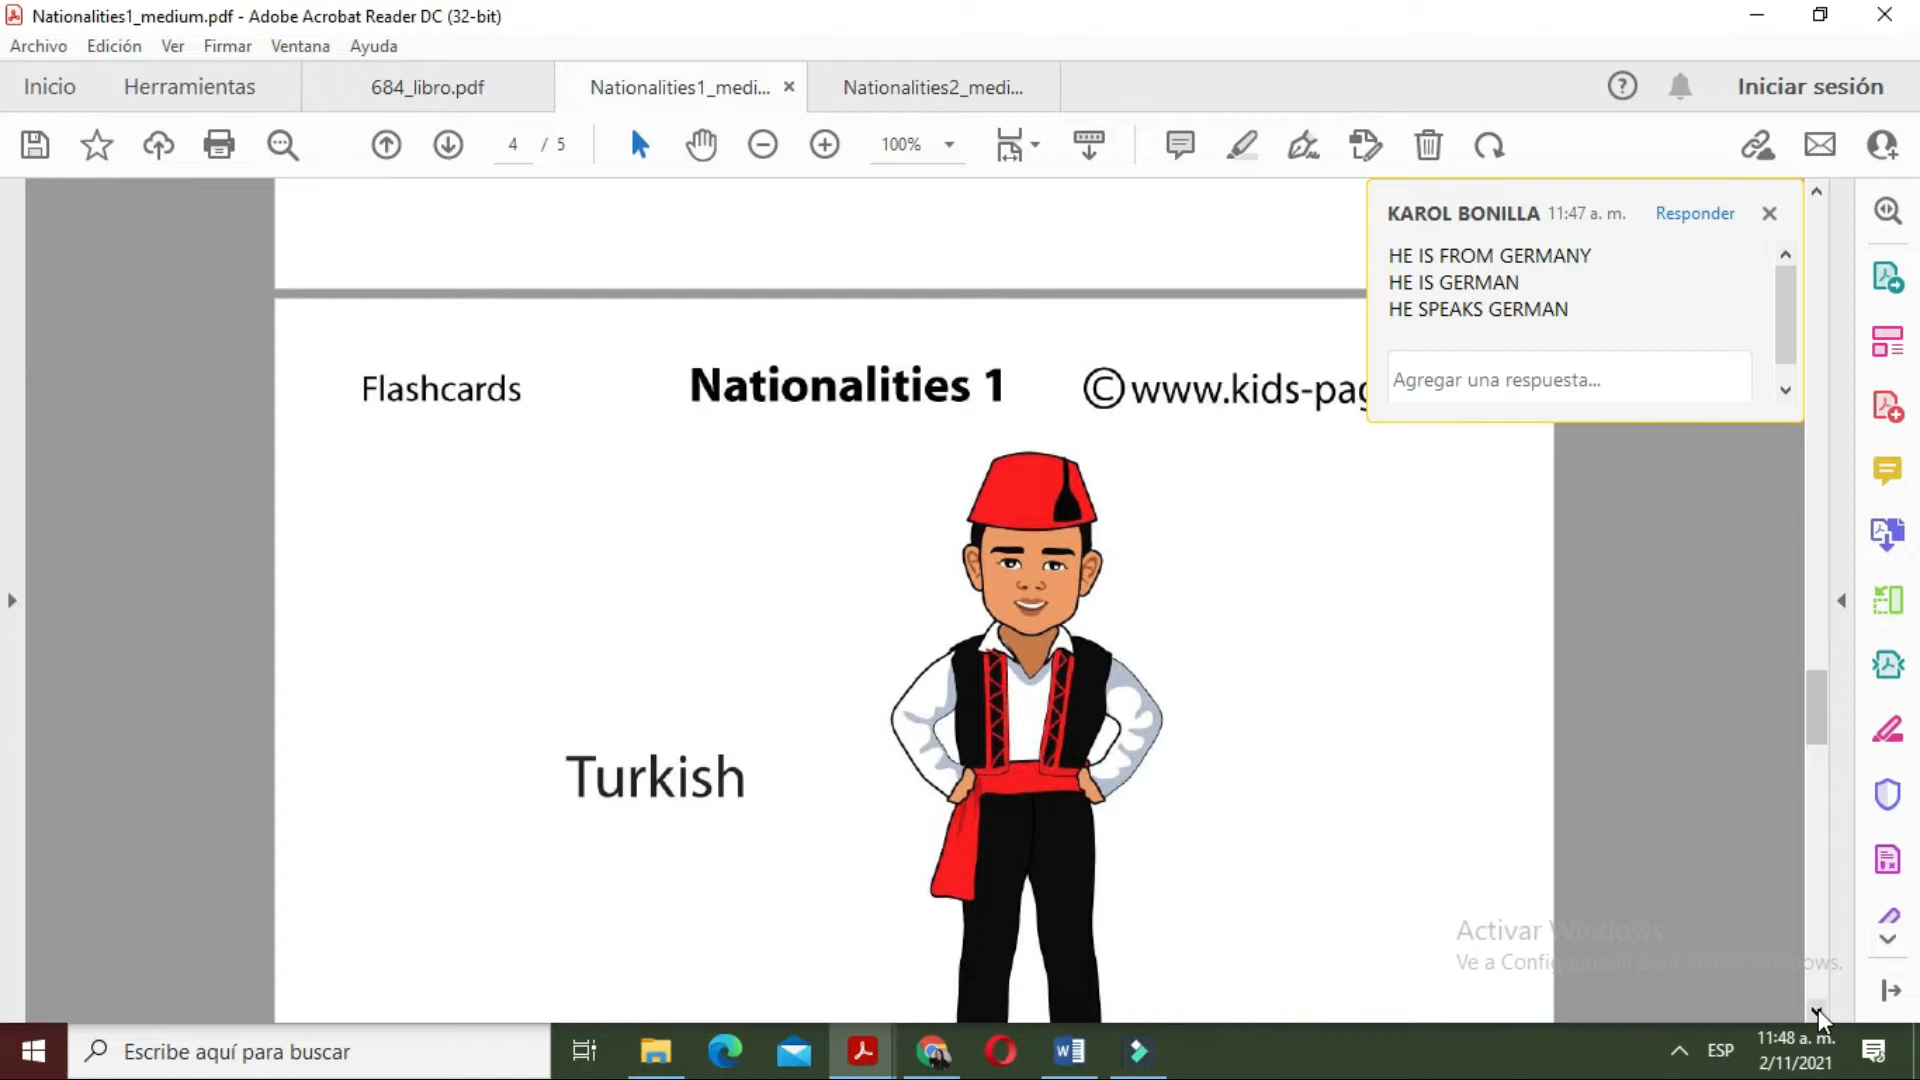 Nationalities1_medium.pdf - Adobe Acrobat Reader DC (32-bit)
Archivo Edición Ver Firmar Ventana Ayuda
Inicio Herramientas 684_libro.pdf Nationalities1_medi... Nationalities2_medi... Iniciar sesión
4 / 5 100%
KAROL BONILLA 11:47 a. m. Responder
HE IS FROM GERMANY
HE IS GERMAN
HE SPEAKS GERMAN
Agregar una respuesta...
Flashcards Nationalities 1 ©www.kids-pag
Turkish
Activar Windows
Ve a
Escribe aquí para buscar
ESP
11:48 a. m.
2/11/2021